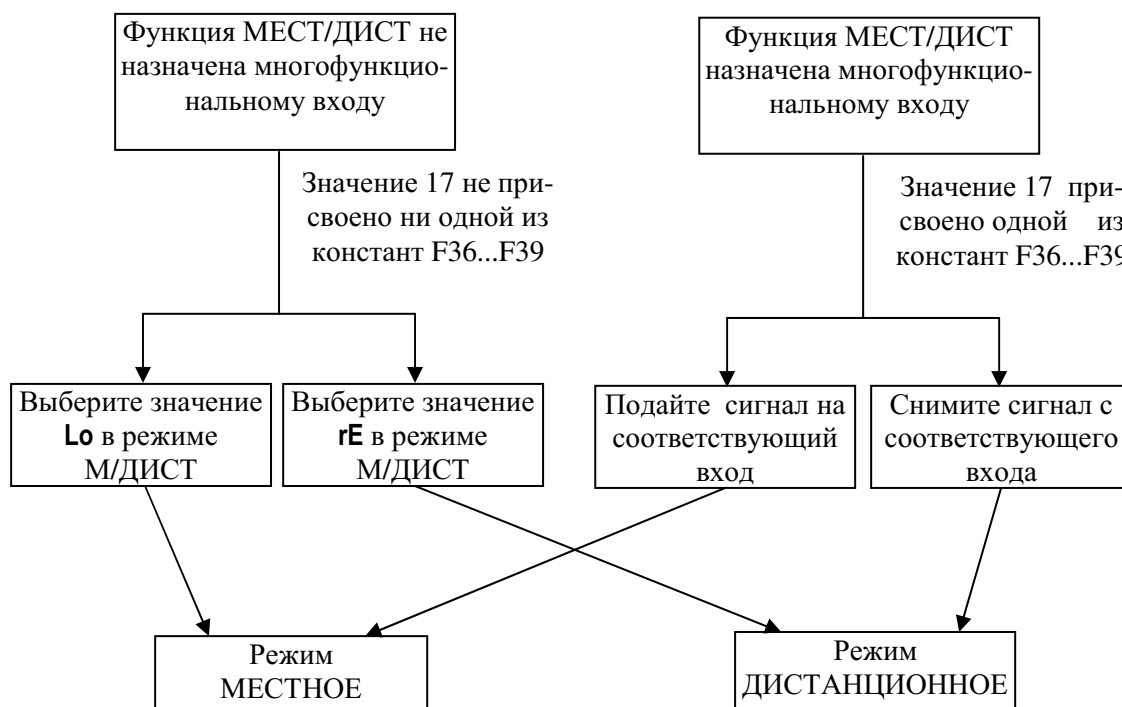 Функция МЕСТ/ДИСТ не
назначена многофункцио-
нальному входу
Функция МЕСТ/ДИСТ
назначена многофункцио-
нальному входу
Значение 17 не при-
своено ни одной из
констант F36...F39
Значение 17 при-
своено одной из
констант F36...F39
Выберите значение
Lo в режиме
М/ДИСТ
Выберите значение
rE в режиме
М/ДИСТ
Подайте сигнал на
соответствующий
вход
Снимите сигнал с
соответствующего
входа
Режим
МЕСТНОЕ
Режим
ДИСТАНЦИОННОЕ